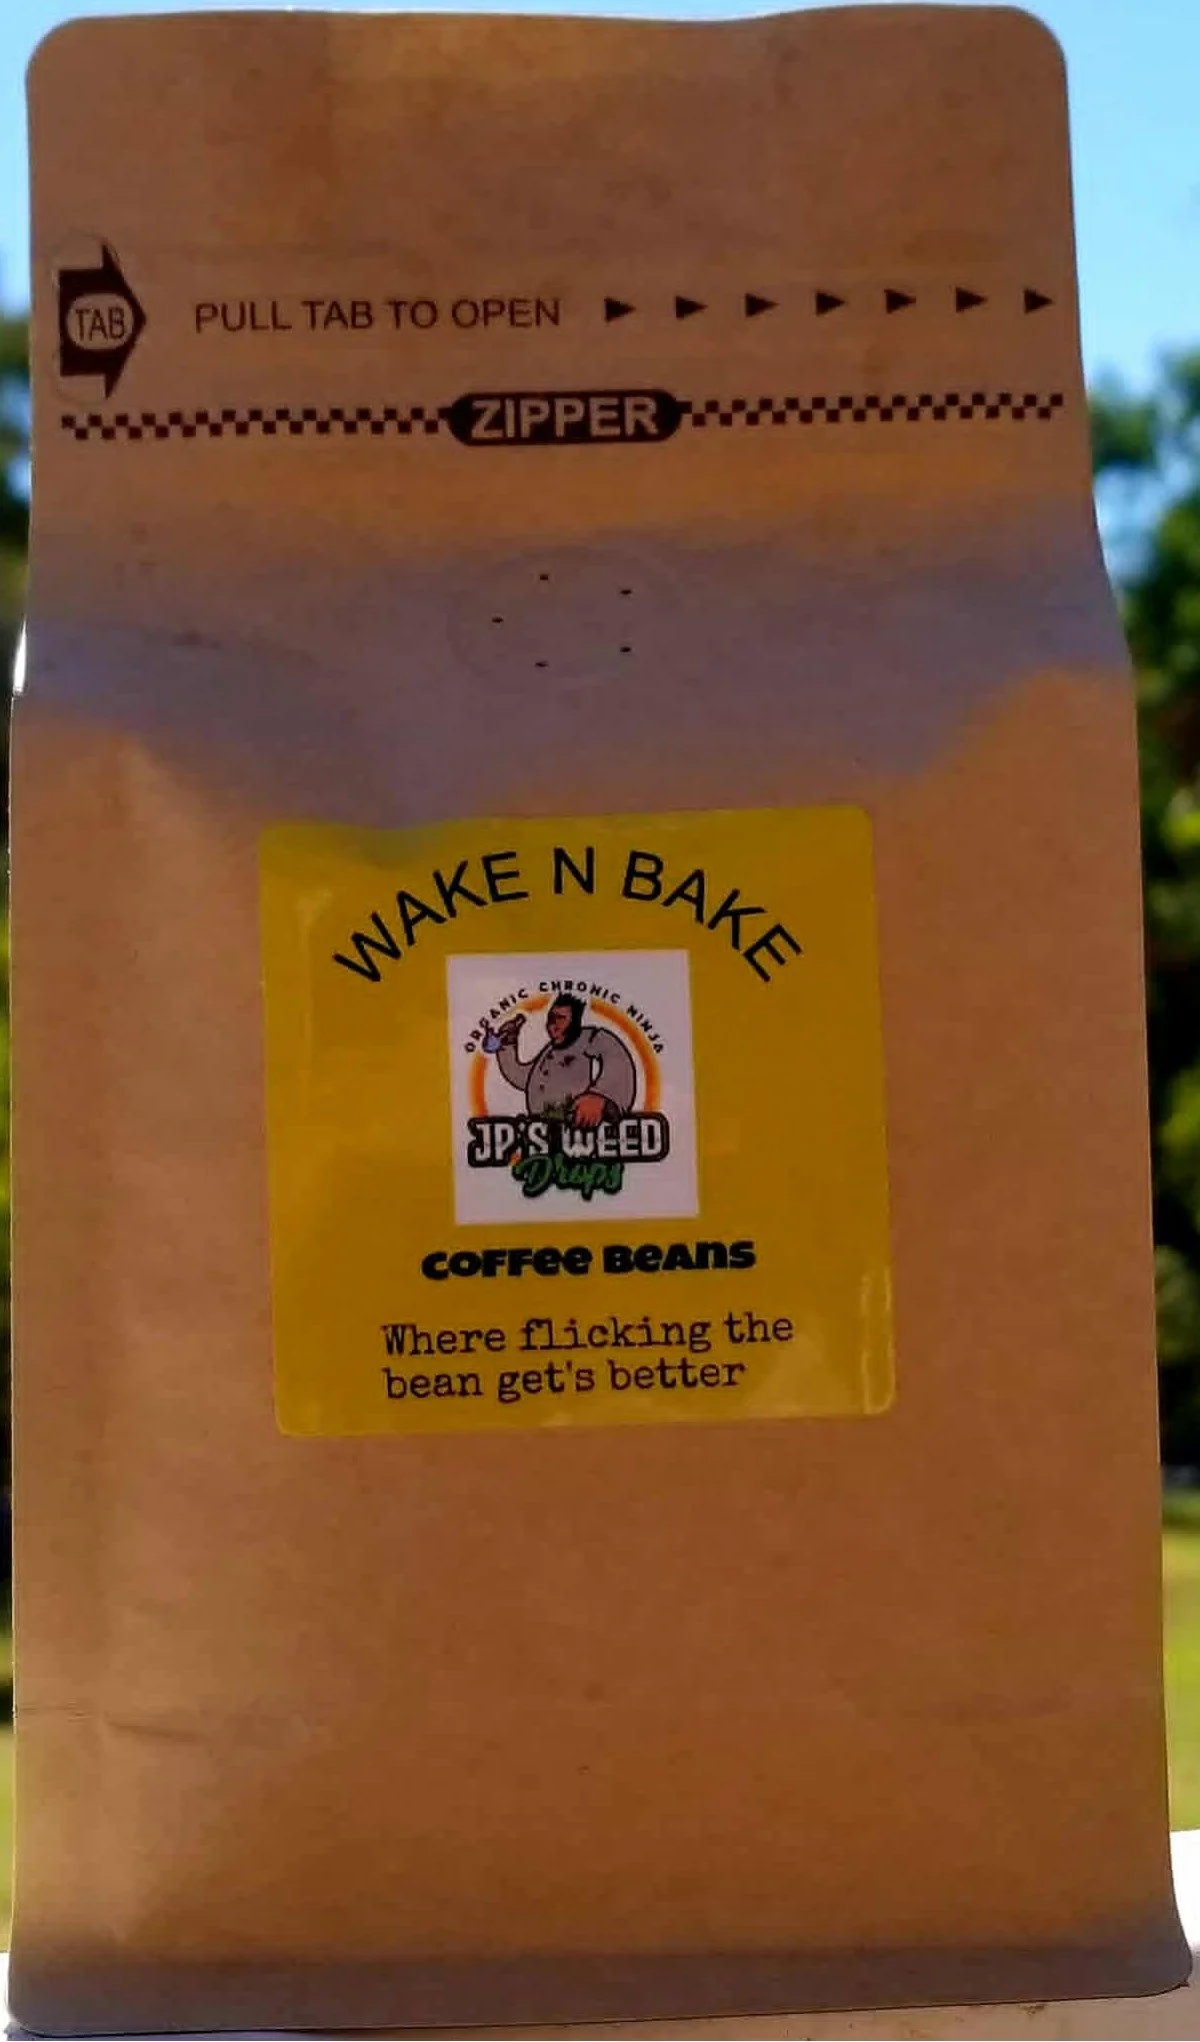 TAB PULL TAB TO OPEN
ZIPPER
WAKE N BAKE
ORGANIC CHRONIC NINJA
JP'S WEED
Drops
COFFee BeAns
Where flicking the
bean get's better